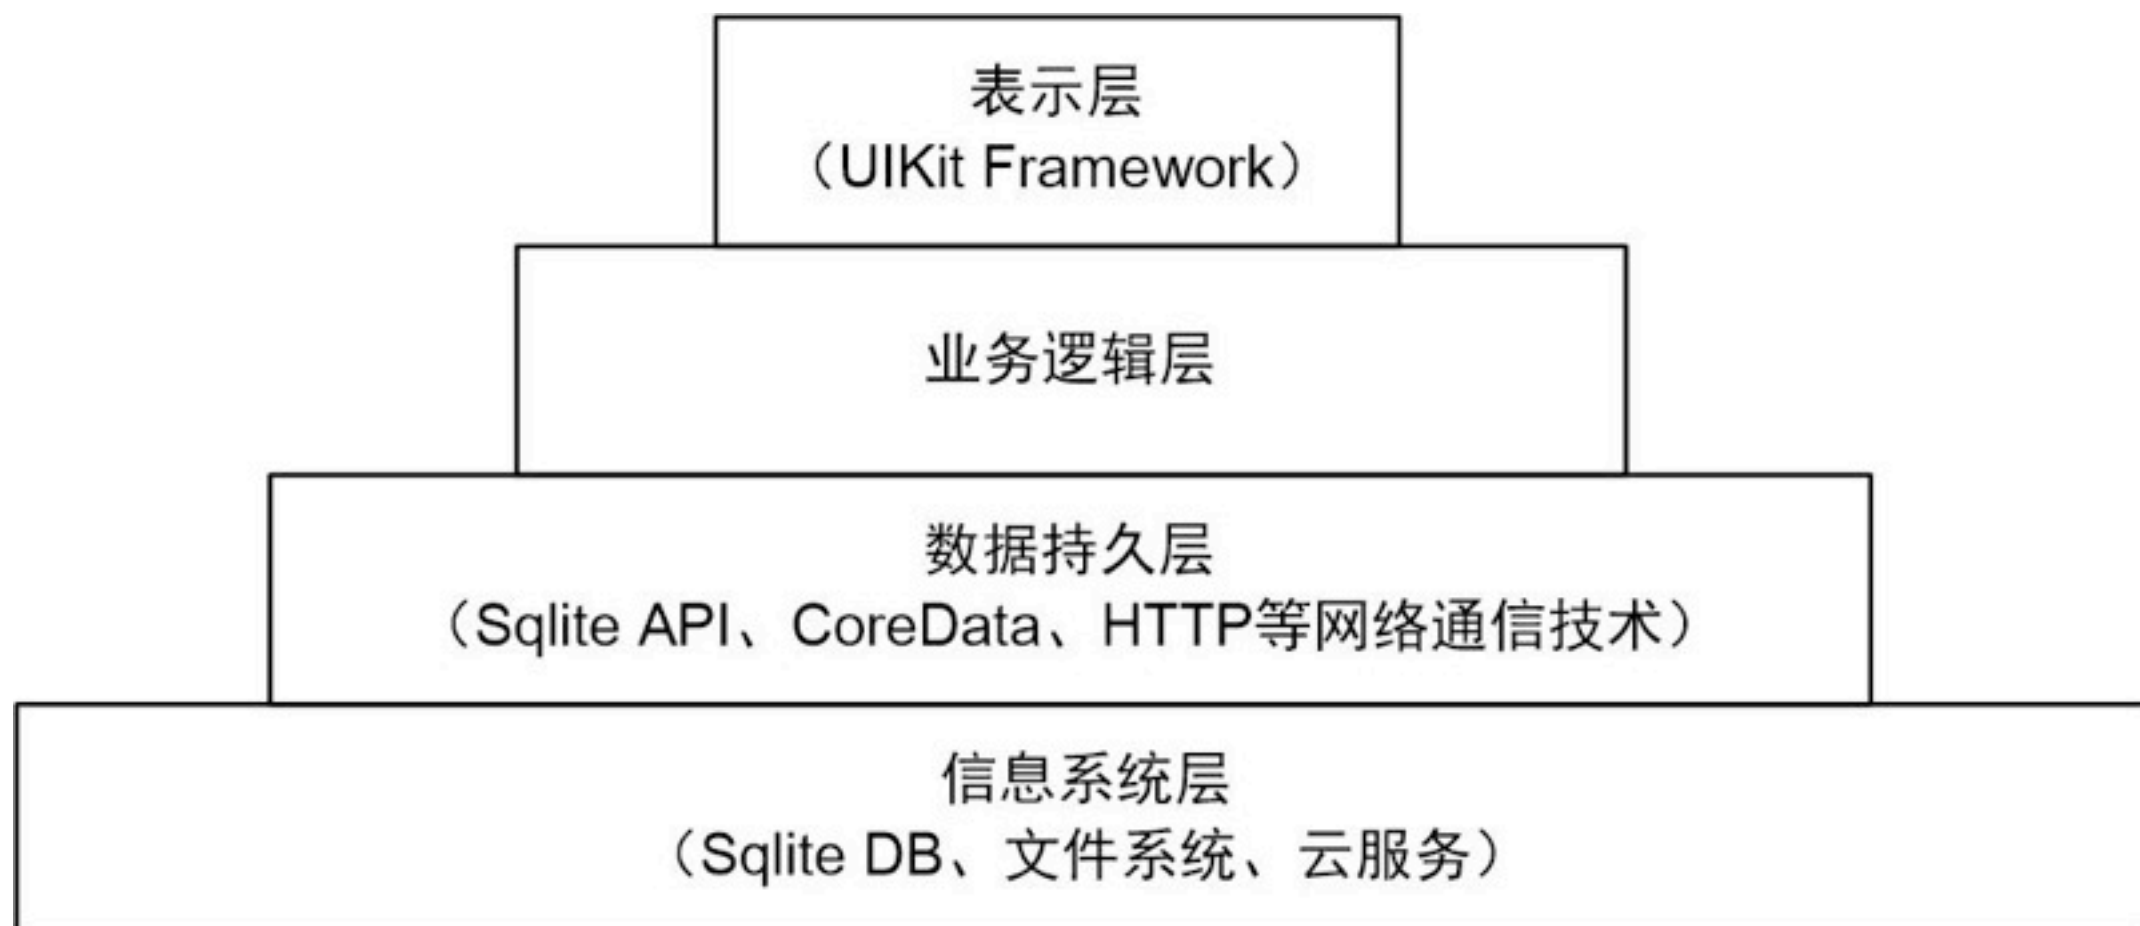 表示层
（UIKit Framework）
业务逻辑层
数据持久层
（Sqlite API、CoreData、HTTP等网络通信技术）
信息系统层
（Sqlite DB、文件系统、云服务）